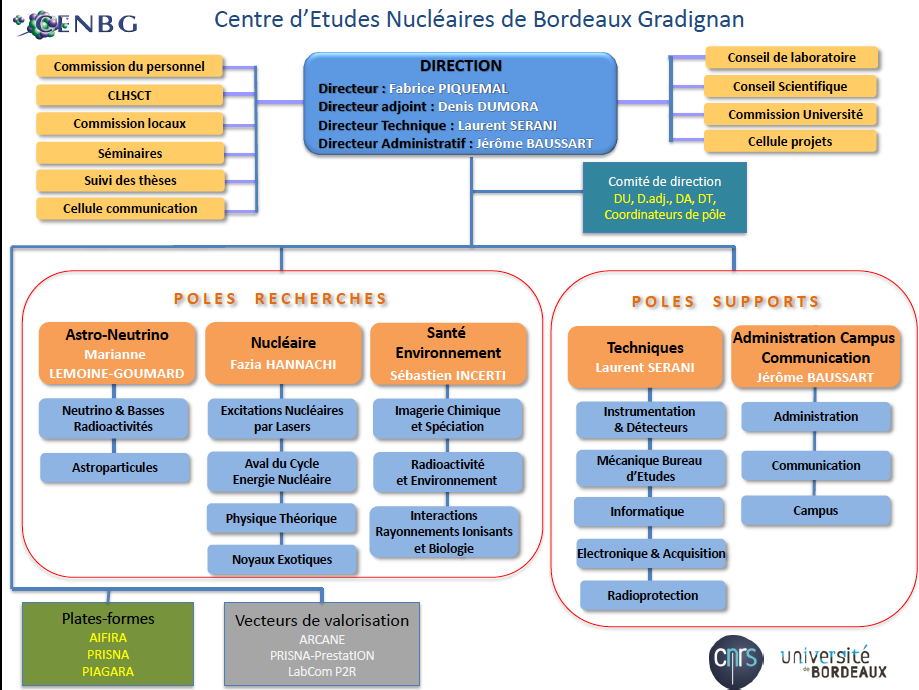 CENBG
Centre d'Etudes Nucléaires de Bordeaux Gradignan
Commission du personnel
CLHSCT
Commission locaux
Séminaires
Suivi des thèses
Cellule communication
DIRECTION
Directeur : Fabrice PIQUEMAL
Directeur adjoint : Denis DUMORA
Directeur Technique : Laurent SERANI
Directeur Administratif : Jérôme BAUSSART
Conseil de laboratoire
Conseil Scientifique
Commission Université
Cellule projets
Comité de direction
DU, D.adj., DA, DT,
Coordinateurs de pôle
POLES RECHERCHES
Astro-Neutrino
Marianne
LEMOINE-GOUMARD
Neutrino & Basses
Radioactivités
Astroparticules
Nucléaire
Fazia HANNACHI
Excitations Nucléaires
par Lasers
Aval du Cycle
Energie Nucléaire
Physique Théorique
Noyaux Exotiques
Santé
Environnement
Sébastien INCERTI
Imagerie Chimique
et Spéciation
Radioactivité
et Environnement
Interactions
Rayonnements Ionisants
et Biologie
POLES SUPPORTS
Techniques
Laurent SERANI
Instrumentation
& Détecteurs
Mécanique Bureau
d'Etudes
Informatique
Electronique & Acquisition
Radioprotection
Administration Campus
Communication
Jérôme BAUSSART
Administration
Communication
Campus
Plates-formes
AIFIRA
PRISNA
PIAGARA
Vecteurs de valorisation
ARCANE
PRISNA-PrestatION
LabCom P2R
cnrs
université
de BORDEAUX